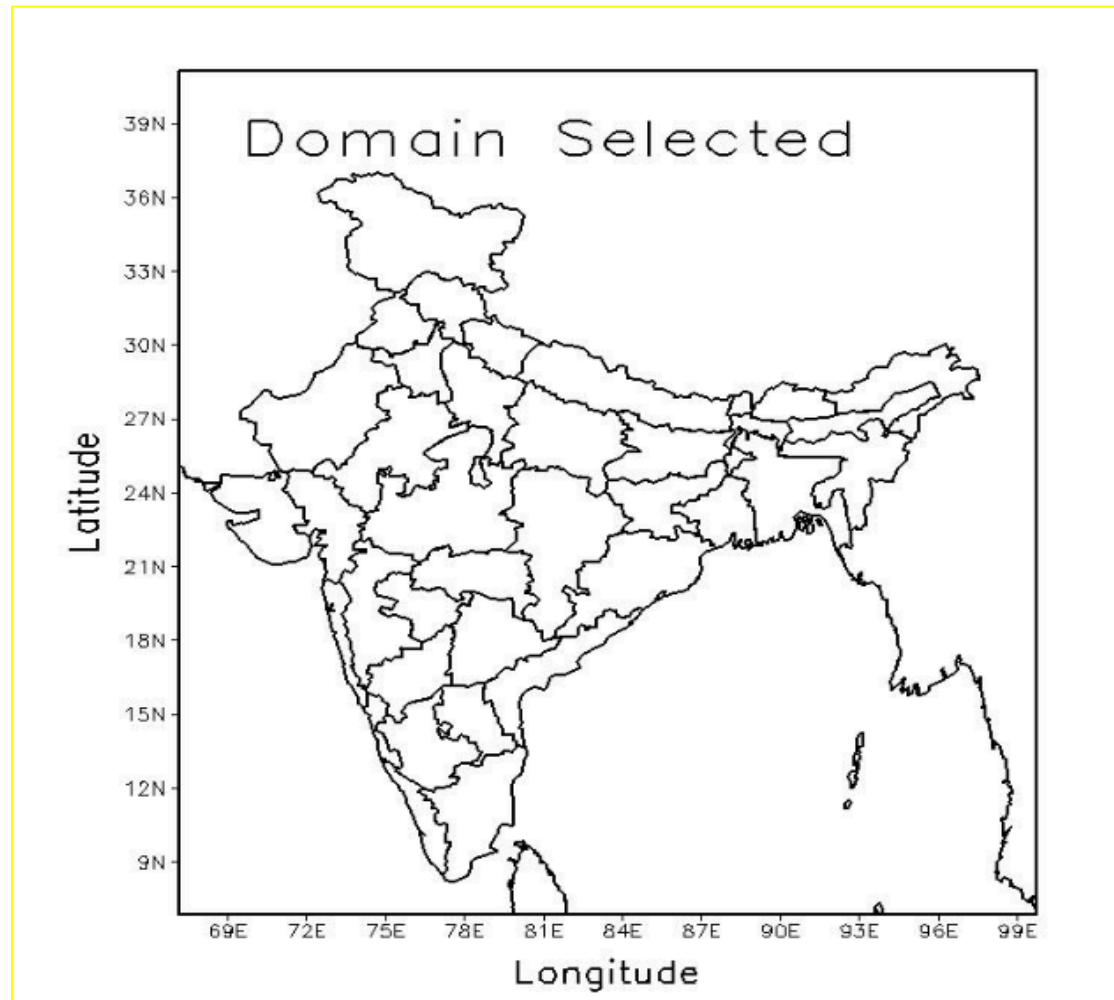 Domain Selected
39N
36N
33N
30N
27N
24N
21N
18N
15N
12N
9N
Latitude
69E 72E 75E 78E 81E 84E 87E 90E 93E 96E 99E
Longitude